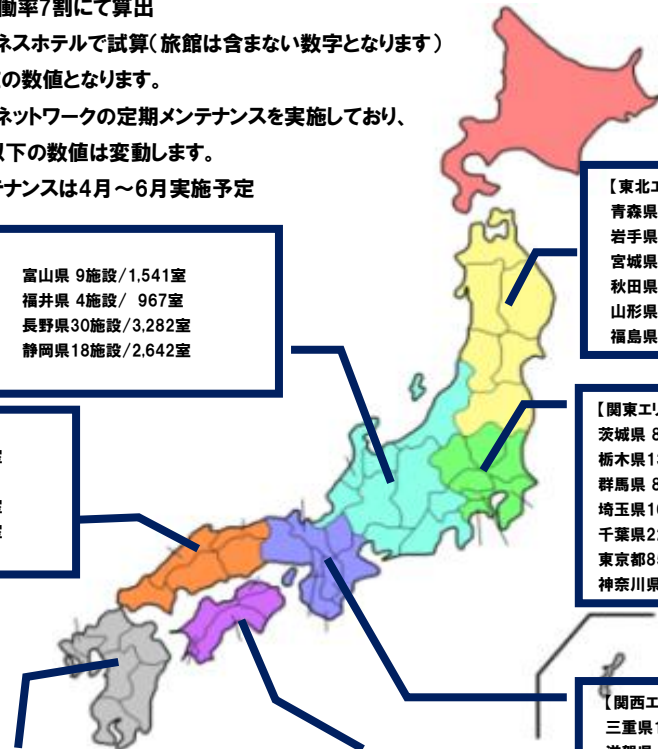 働率7割にて算出
ネスホテルで試算(旅館は含まない数字となります)
の数値となります。
ネットワークの定期メンテナンスを実施しており、
以下の数値は変動します。
テナンスは4月~6月実施予定
富山県 9施設/1,541室
福井県 4施設/ 967室
長野県30施設/3,282室
静岡県18施設/2,642室
【東北エ
青森県
岩手県
宮城県
秋田県
山形県
福島県
【関東エリ
茨城県 8
栃木県1
群馬県 8
埼玉県1
千葉県2
東京都8
神奈川県
【関西エ
三重県1